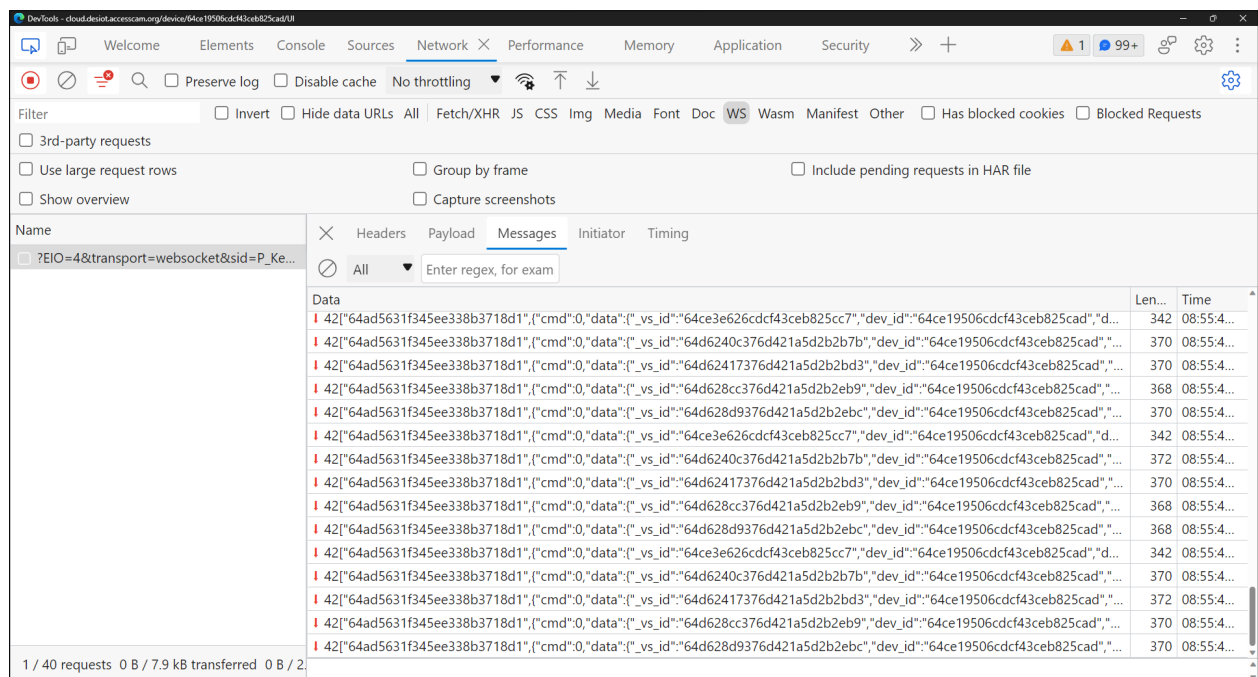 DevTools - cloud.desiot.accesscam.org/device/64ce19506cdcf43ceb825cad/UI
Welcome Elements Console Sources Network Performance Memory Application Security 1 99+
Preserve log Disable cache No throttling
Filter Invert Hide data URLs All Fetch/XHR JS CSS Img Media Font Doc WS Wasm Manifest Other Has blocked cookies Blocked Requests
3rd-party requests
Use large request rows Group by frame Include pending requests in HAR file
Show overview Capture screenshots
Name Headers Payload Messages Initiator Timing
?EIO=4&transport=websocket&sid=P_Ke... All Enter regex, for exam
Data Len... Time
42["64ad5631f345ee338b3718d1",{"cmd":0,"data":{"_vs_id":"64ce3e626cdcf43ceb825cc7","dev_id":"64ce19506cdcf43ceb825cad","d... 342 08:55:4...
42["64ad5631f345ee338b3718d1",{"cmd":0,"data":{"_vs_id":"64d6240c376d421a5d2b2b7b","dev_id":"64ce19506cdcf43ceb825cad","... 370 08:55:4...
42["64ad5631f345ee338b3718d1",{"cmd":0,"data":{"_vs_id":"64d62417376d421a5d2b2bd3","dev_id":"64ce19506cdcf43ceb825cad","... 370 08:55:4...
42["64ad5631f345ee338b3718d1",{"cmd":0,"data":{"_vs_id":"64d628cc376d421a5d2b2eb9","dev_id":"64ce19506cdcf43ceb825cad","... 368 08:55:4...
42["64ad5631f345ee338b3718d1",{"cmd":0,"data":{"_vs_id":"64d628d9376d421a5d2b2ebc","dev_id":"64ce19506cdcf43ceb825cad","... 370 08:55:4...
42["64ad5631f345ee338b3718d1",{"cmd":0,"data":{"_vs_id":"64ce3e626cdcf43ceb825cc7","dev_id":"64ce19506cdcf43ceb825cad","d... 342 08:55:4...
42["64ad5631f345ee338b3718d1",{"cmd":0,"data":{"_vs_id":"64d6240c376d421a5d2b2b7b","dev_id":"64ce19506cdcf43ceb825cad","... 372 08:55:4...
42["64ad5631f345ee338b3718d1",{"cmd":0,"data":{"_vs_id":"64d62417376d421a5d2b2bd3","dev_id":"64ce19506cdcf43ceb825cad","... 370 08:55:4...
42["64ad5631f345ee338b3718d1",{"cmd":0,"data":{"_vs_id":"64d628cc376d421a5d2b2eb9","dev_id":"64ce19506cdcf43ceb825cad","... 368 08:55:4...
42["64ad5631f345ee338b3718d1",{"cmd":0,"data":{"_vs_id":"64d628d9376d421a5d2b2ebc","dev_id":"64ce19506cdcf43ceb825cad","... 368 08:55:4...
42["64ad5631f345ee338b3718d1",{"cmd":0,"data":{"_vs_id":"64ce3e626cdcf43ceb825cc7","dev_id":"64ce19506cdcf43ceb825cad","d... 342 08:55:4...
42["64ad5631f345ee338b3718d1",{"cmd":0,"data":{"_vs_id":"64d6240c376d421a5d2b2b7b","dev_id":"64ce19506cdcf43ceb825cad","... 370 08:55:4...
42["64ad5631f345ee338b3718d1",{"cmd":0,"data":{"_vs_id":"64d62417376d421a5d2b2bd3","dev_id":"64ce19506cdcf43ceb825cad","... 372 08:55:4...
42["64ad5631f345ee338b3718d1",{"cmd":0,"data":{"_vs_id":"64d628cc376d421a5d2b2eb9","dev_id":"64ce19506cdcf43ceb825cad","... 370 08:55:4...
42["64ad5631f345ee338b3718d1",{"cmd":0,"data":{"_vs_id":"64d628d9376d421a5d2b2ebc","dev_id":"64ce19506cdcf43ceb825cad","... 370 08:55:4...
1 / 40 requests 0 B / 7.9 kB transferred 0 B / 2.